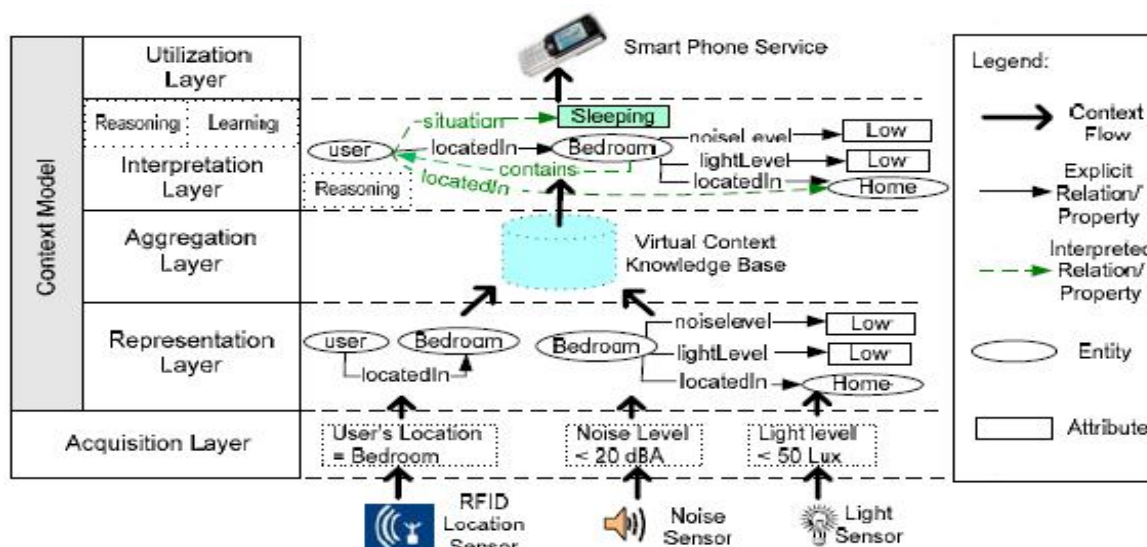 Context Model
Utilization
Layer
Smart Phone Service
Reasoning
Learning
Interpretation
Layer
Reasoning
situation
Sleeping
user
locatedIn
Bedroom
contains
locatedIn
noiseLevel
Low
lightLevel
Low
locatedIn
Home
Aggregation
Layer
Virtual Context
Knowledge Base
Representation
Layer
user
Bedroom
locatedIn
Bedroom
noiselevel
Low
lightLevel
Low
locatedIn
Home
Acquisition Layer
User's Location
= Bedroom
Noise Level
< 20 dBA
Light level
< 50 Lux
RFID
Location
Sensor
Noise
Sensor
Light
Sensor
Legend:
Context
Flow
Explicit
Relation/
Property
Interpreted
Relation/
Property
Entity
Attribute